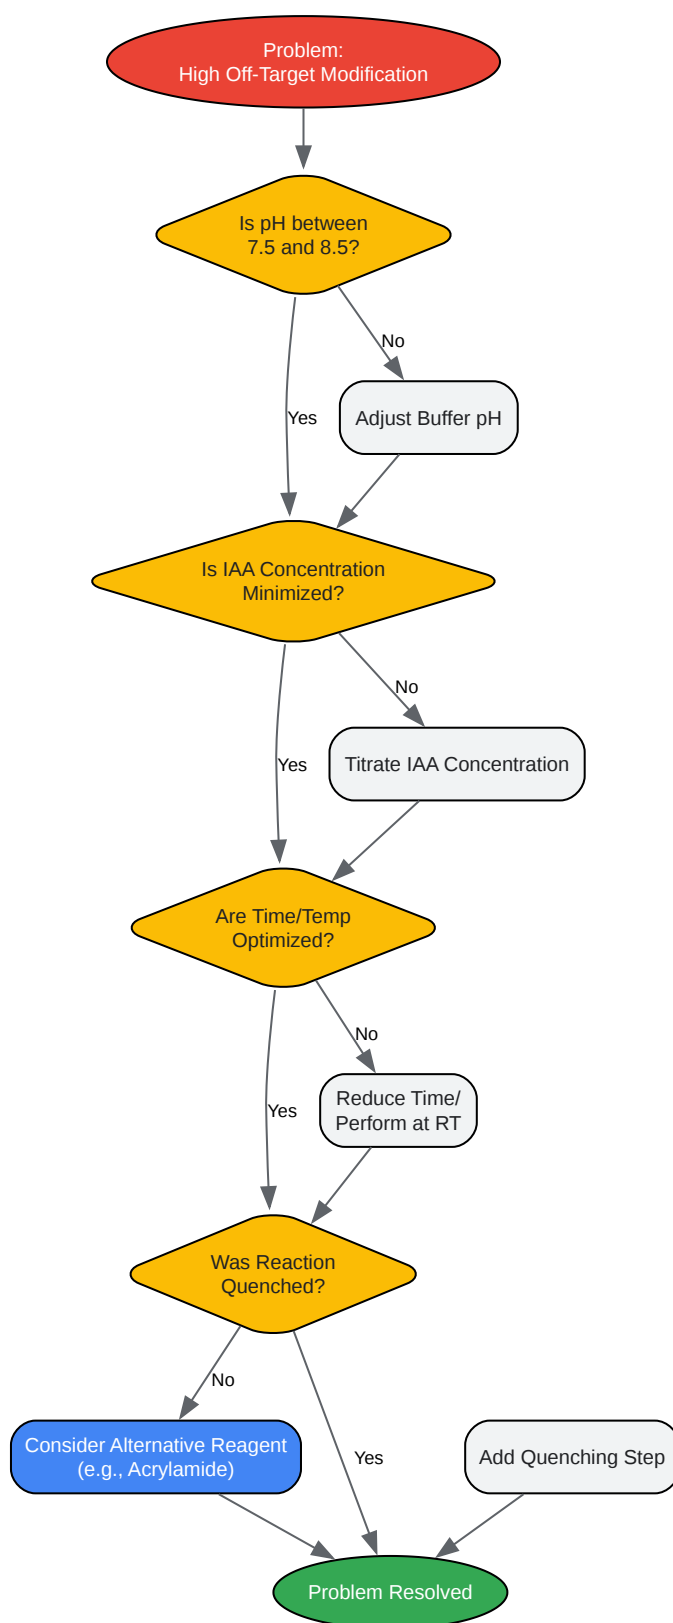 Problem:
High Off-Target Modification
Is pH between
7.5 and 8.5?
No
Yes
Adjust Buffer pH
Is IAA Concentration
Minimized?
No
Yes
Titrate IAA Concentration
Are Time/Temp
Optimized?
No
Yes
Reduce Time/
Perform at RT
Was Reaction
Quenched?
No
Yes
Consider Alternative Reagent
(e.g., Acrylamide)
Add Quenching Step
Problem Resolved